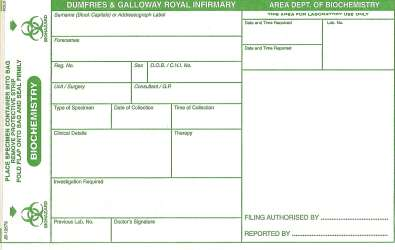 DUMFRIES & GALLOWAY ROYAL INFIRMARY
Surname (Block Capitals) or Addressograph Label
Forenames
Reg. No.
Sex
D.O.B. / C.H.I. No.
Unit / Surgery
Consultant / G.P.
Type of Specimen
Date of Collection
Time of Collection
Clinical Details
Therapy
Investigation Required
Previous Lab. No.
Doctor's Signature
AREA DEPT. OF BIOCHEMISTRY
THIS AREA FOR LABORATORY USE ONLY
Date and Time Received
Lab. No.
Date and Time Reported
FILING AUTHORISED BY
REPORTED BY
PLACE SPECIMEN CONTAINERS INTO BAG
REMOVE PROTECTIVE STRIP
FOLD FLAP ONTO BAG AND SEAL FIRMLY
BIOCHEMISTRY
BIOHAZARD
BIOHAZARD